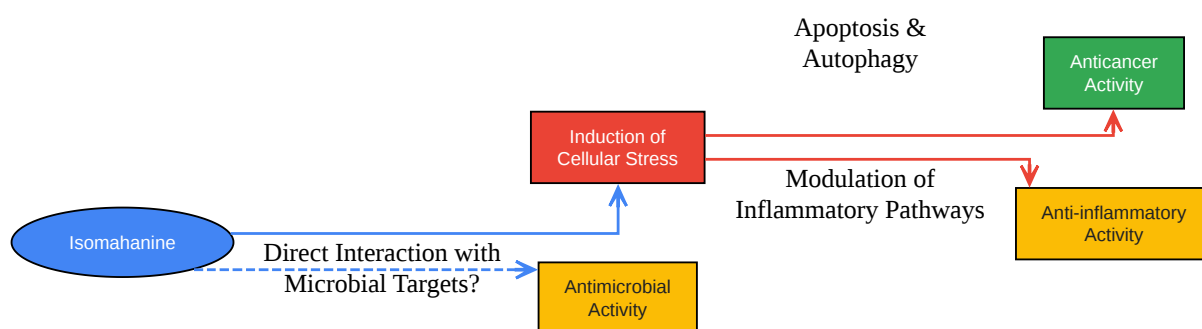 Apoptosis &
Autophagy
Anticancer
Activity
Induction of
Cellular Stress
Modulation of
Inflammatory Pathways
Anti-inflammatory
Activity
Isomahanine
Direct Interaction with
Microbial Targets?
Antimicrobial
Activity